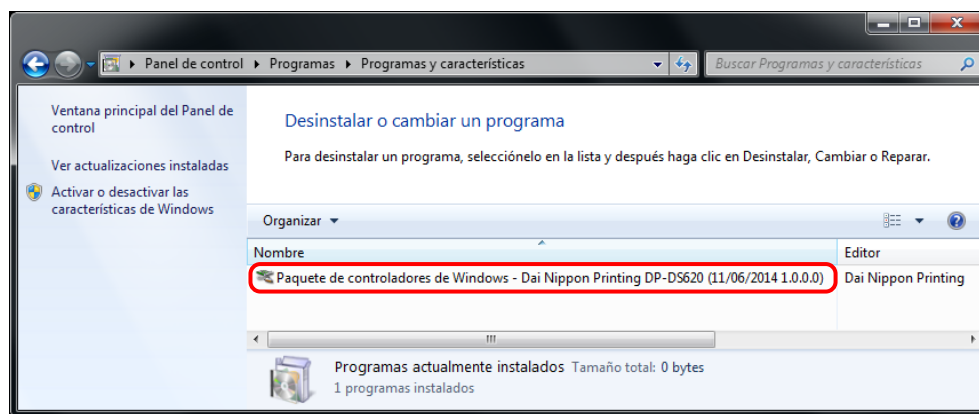 Panel de control ▸ Programas ▸ Programas y características
Buscar Programas y características
Ventana principal del Panel de
control
Ver actualizaciones instaladas
Activar o desactivar las
características de Windows
Desinstalar o cambiar un programa
Para desinstalar un programa, selecciónelo en la lista y después haga clic en Desinstalar, Cambiar o Reparar.
Organizar
Nombre
Editor
Paquete de controladores de Windows - Dai Nippon Printing DP-DS620 (11/06/2014 1.0.0.0)
Dai Nippon Printing
Programas actualmente instalados Tamaño total: 0 bytes
1 programas instalados